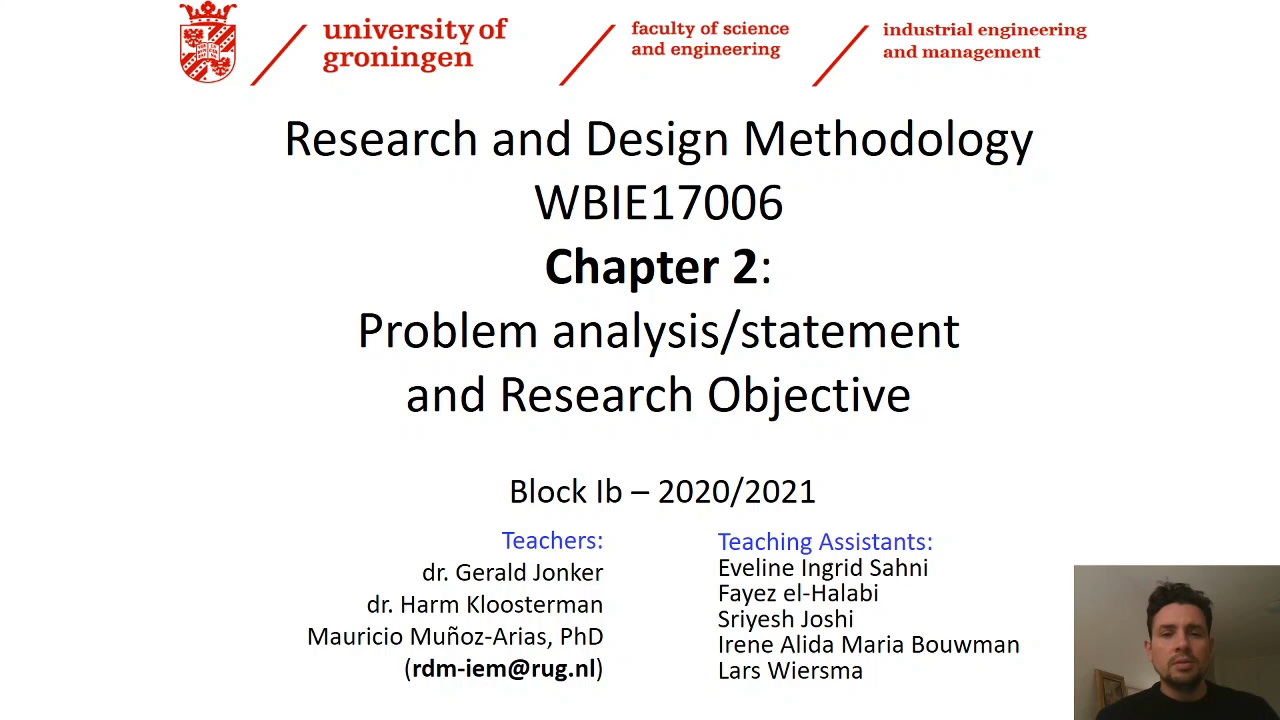 university of
groningen
faculty of science
and engineering
industrial engineering
and management
Research and Design Methodology
WBIE17006
Chapter 2:
Problem analysis/statement
and Research Objective
Block Ib – 2020/2021
Teachers:
dr. Gerald Jonker
dr. Harm Kloosterman
Mauricio Muñoz-Arias, PhD
(rdm-iem@rug.nl)
Teaching Assistants:
Eveline Ingrid Sahni
Fayez el-Halabi
Sriyesh Joshi
Irene Alida Maria Bouwman
Lars Wiersma